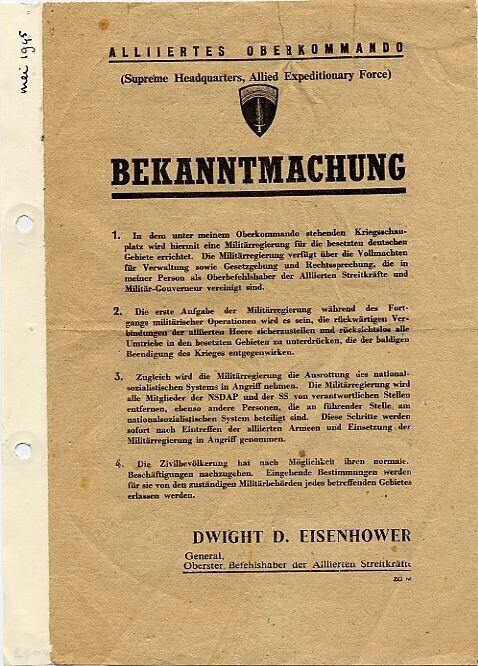 mei 1945
ALLIIERTES OBERKOMMANDO
(Supreme Headquarters, Allied Expeditionary Force)
BEKANNTMACHUNG
1. In dem unter meinem Oberkommando stehenden Kriegsschau-
platz wird hiermit eine Militärregierung für die besetzten deutschen
Gebiete errichtet. Die Militärregierung verfügt über die Vollmachten
für Verwaltung sowie Gesetzgebung und Rechtssprechung, die in
meiner Person als Oberbefehlshaber der Alliierten Streitkräfte und
Militär-Gouverneur vereinigt sind.
2. Die erste Aufgabe der Militärregierung während des Fort-
gangs militärischer Operationen wird es sein, die rückwärtigen Ver-
bindungen der alliierten Heere sicherzustellen und rücksichtslos alle
Umtriebe in den besetzten Gebieten zu unterdrücken, die der baldigen
Beendigung des Krieges entgegenwirken.
3. Zugleich wird die Militärregierung die Ausrottung des national-
sozialistischen Systems in Angriff nehmen. Die Militärregierung wird
alle Mitglieder der NSDAP und der SS von verantwortlichen Stellen
entfernen, ebenso andere Personen, die an führender Stelle am
nationalsozialistischen System beteiligt sind. Diese Schritte werden
sofort nach Eintreffen der alliierten Armeen und Einsetzung der
Militärregierung in Angriff genommen.
4. Die Zivilbevölkerung hat nach Möglichkeit ihren normale.
Beschäftigungen nachzugehen. Eingehende Bestimmungen werden
für sie von den zuständigen Militärbehörden jedes betreffenden Gebietes
erlassen werden.
DWIGHT D. EISENHOWER
General,
Oberster Befehlshaber der Alliierten Streitkräfte